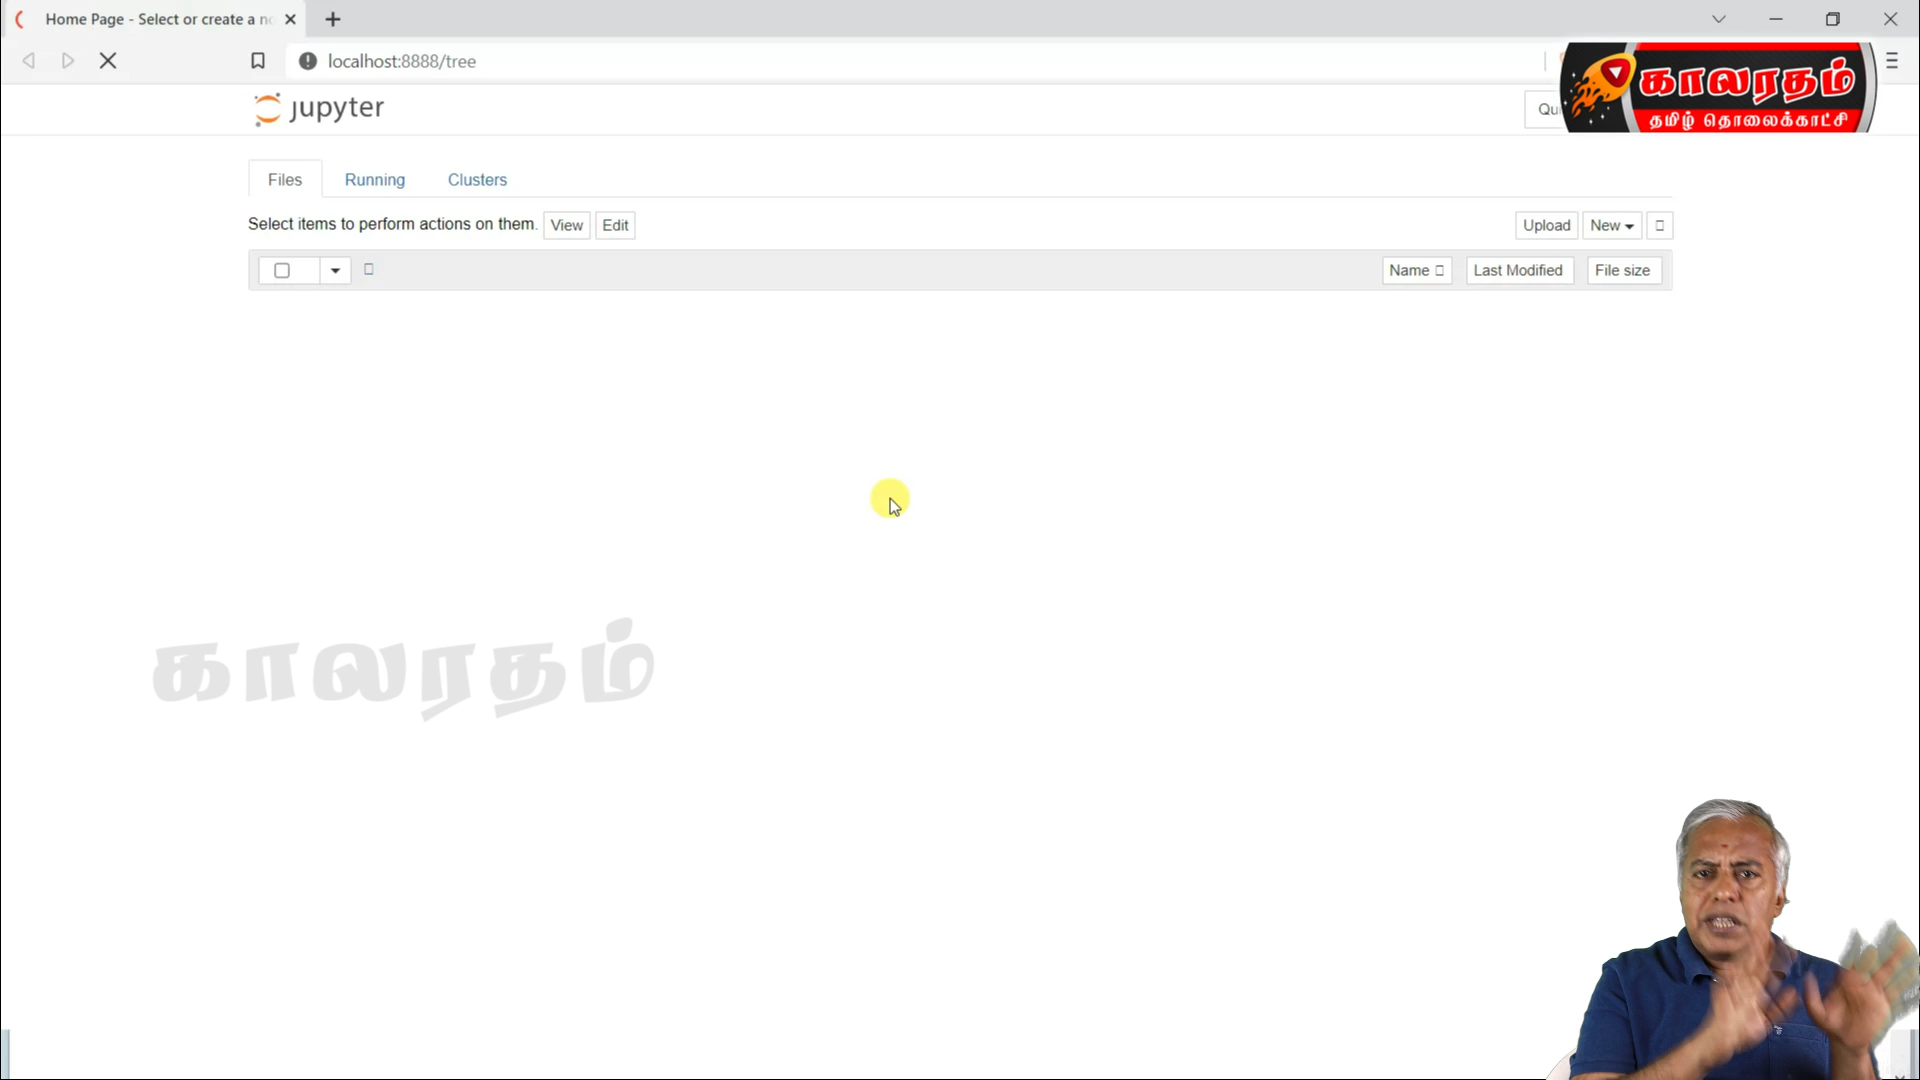 Home Page - Select or create a n
localhost:8888/tree
jupyter
Qu
காலரதம்
தமிழ் தொலைக்காட்சி
Files
Running
Clusters
Select items to perform actions on them.
View
Edit
Upload
New
Name
Last Modified
File size
காலரதம்